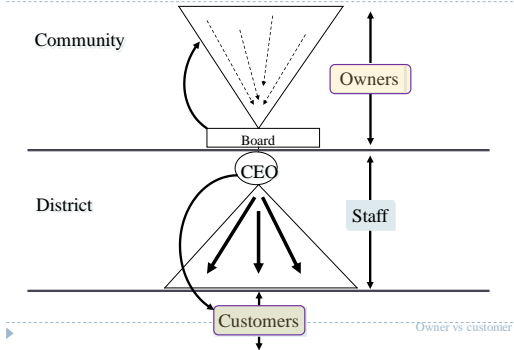 Community
Owners
Board
CEO
District
Staff
Customers
Owner vs customer